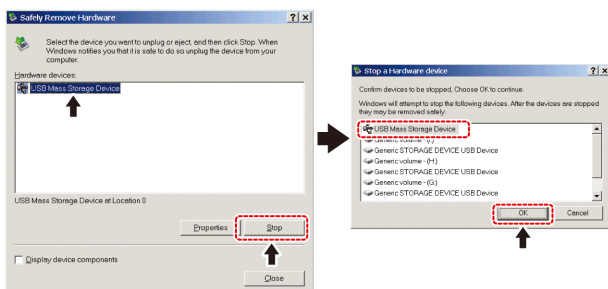 Safely Remove Hardware
Select the device you want to unplug or eject, and then click Stop. When
Windows notifies you that it is safe to do so unplug the device from your
computer.
Hardware devices:
USB Mass Storage Device
USB Mass Storage Device at Location 0
Properties
Stop
Display device components
Close
Stop a Hardware device
Confirm devices to be stopped, Choose OK to continue.
Windows will attempt to stop the following devices. After the devices are stopped
they may be removed safely.
USB Mass Storage Device
Generic volume - (I:)
Generic STORAGE DEVICE USB Device
Generic volume - (H:)
Generic STORAGE DEVICE USB Device
Generic volume - (G:)
Generic STORAGE DEVICE USB Device
OK
Cancel